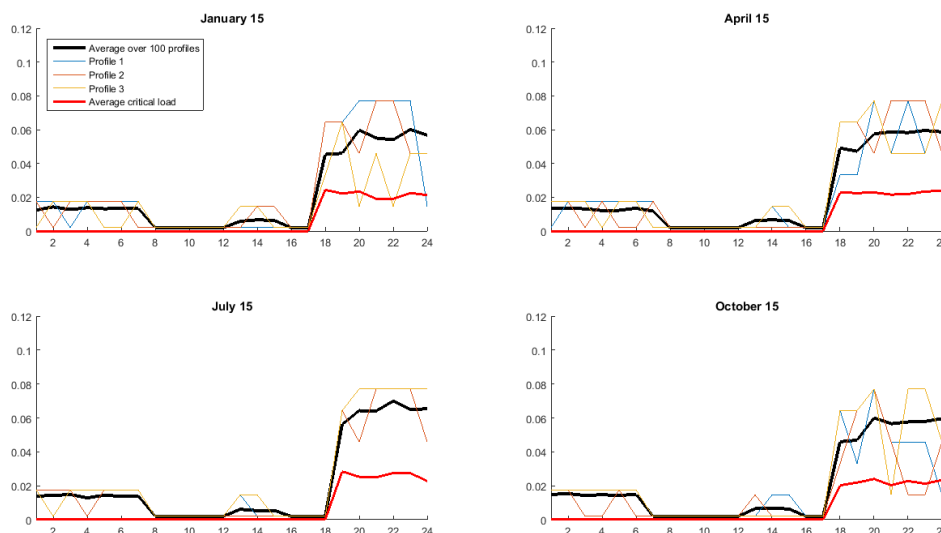 January 15
0.12
0.1
0.08
0.06
0.04
0.02
0
2 4 6 8 10 12 14 16 18 20 22 24
Average over 100 profiles
Profile 1
Profile 2
Profile 3
Average critical load
April 15
0.12
0.1
0.08
0.06
0.04
0.02
0
2 4 6 8 10 12 14 16 18 20 22
July 15
0.12
0.1
0.08
0.06
0.04
0.02
0
2 4 6 8 10 12 14 16 18 20 22 24
October 15
0.12
0.1
0.08
0.06
0.04
0.02
0
2 4 6 8 10 12 14 16 18 20 22